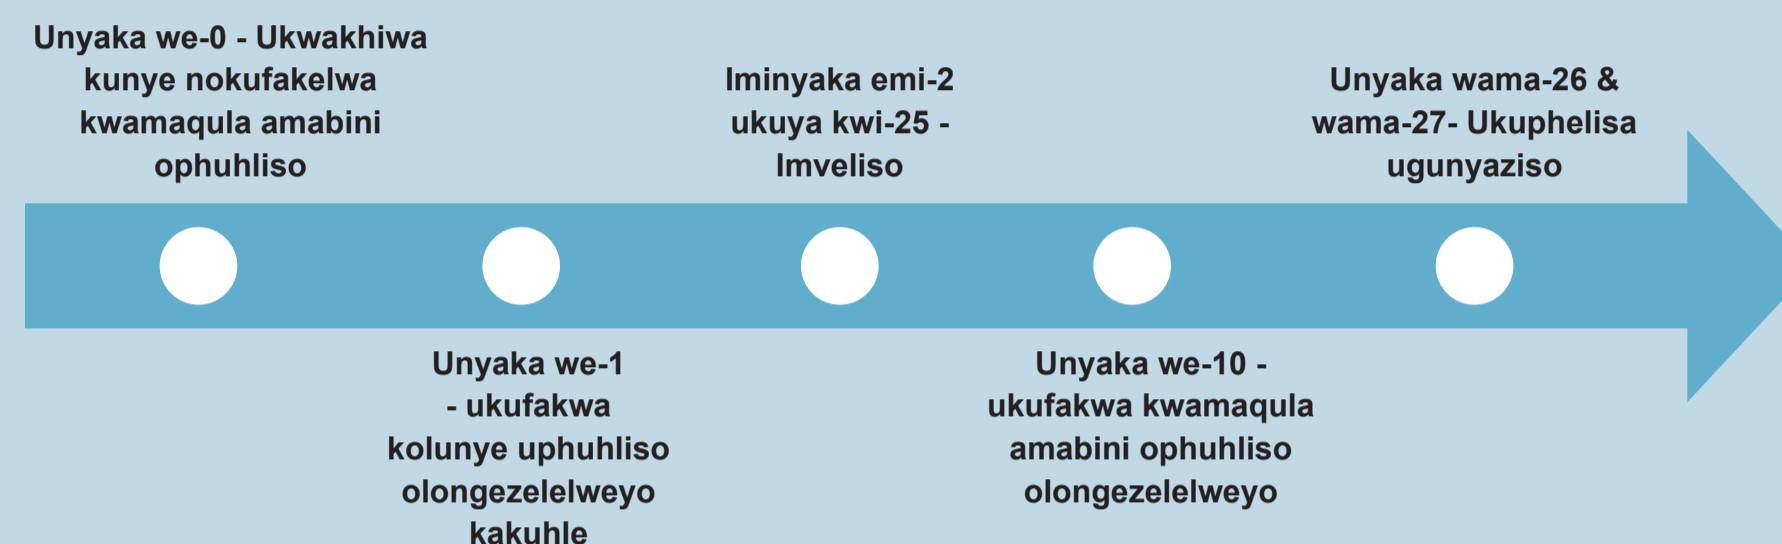 Unyaka we-0 - Ukwakhiwa
kunye nokufakelwa
kwamaqula amabini
ophuhliso
Unyaka we-1
- ukufakwa
kolunye uphuhliso
olongezelelweyo
kakuhle
Iminyaka emi-2
ukuya kwi-25 -
Imveliso
Unyaka we-10 -
ukufakwa kwamaqula
amabini ophuhliso
olongezelelweyo
Unyaka wama-26 &
wama-27- Ukuphelisa
ugunyaziso